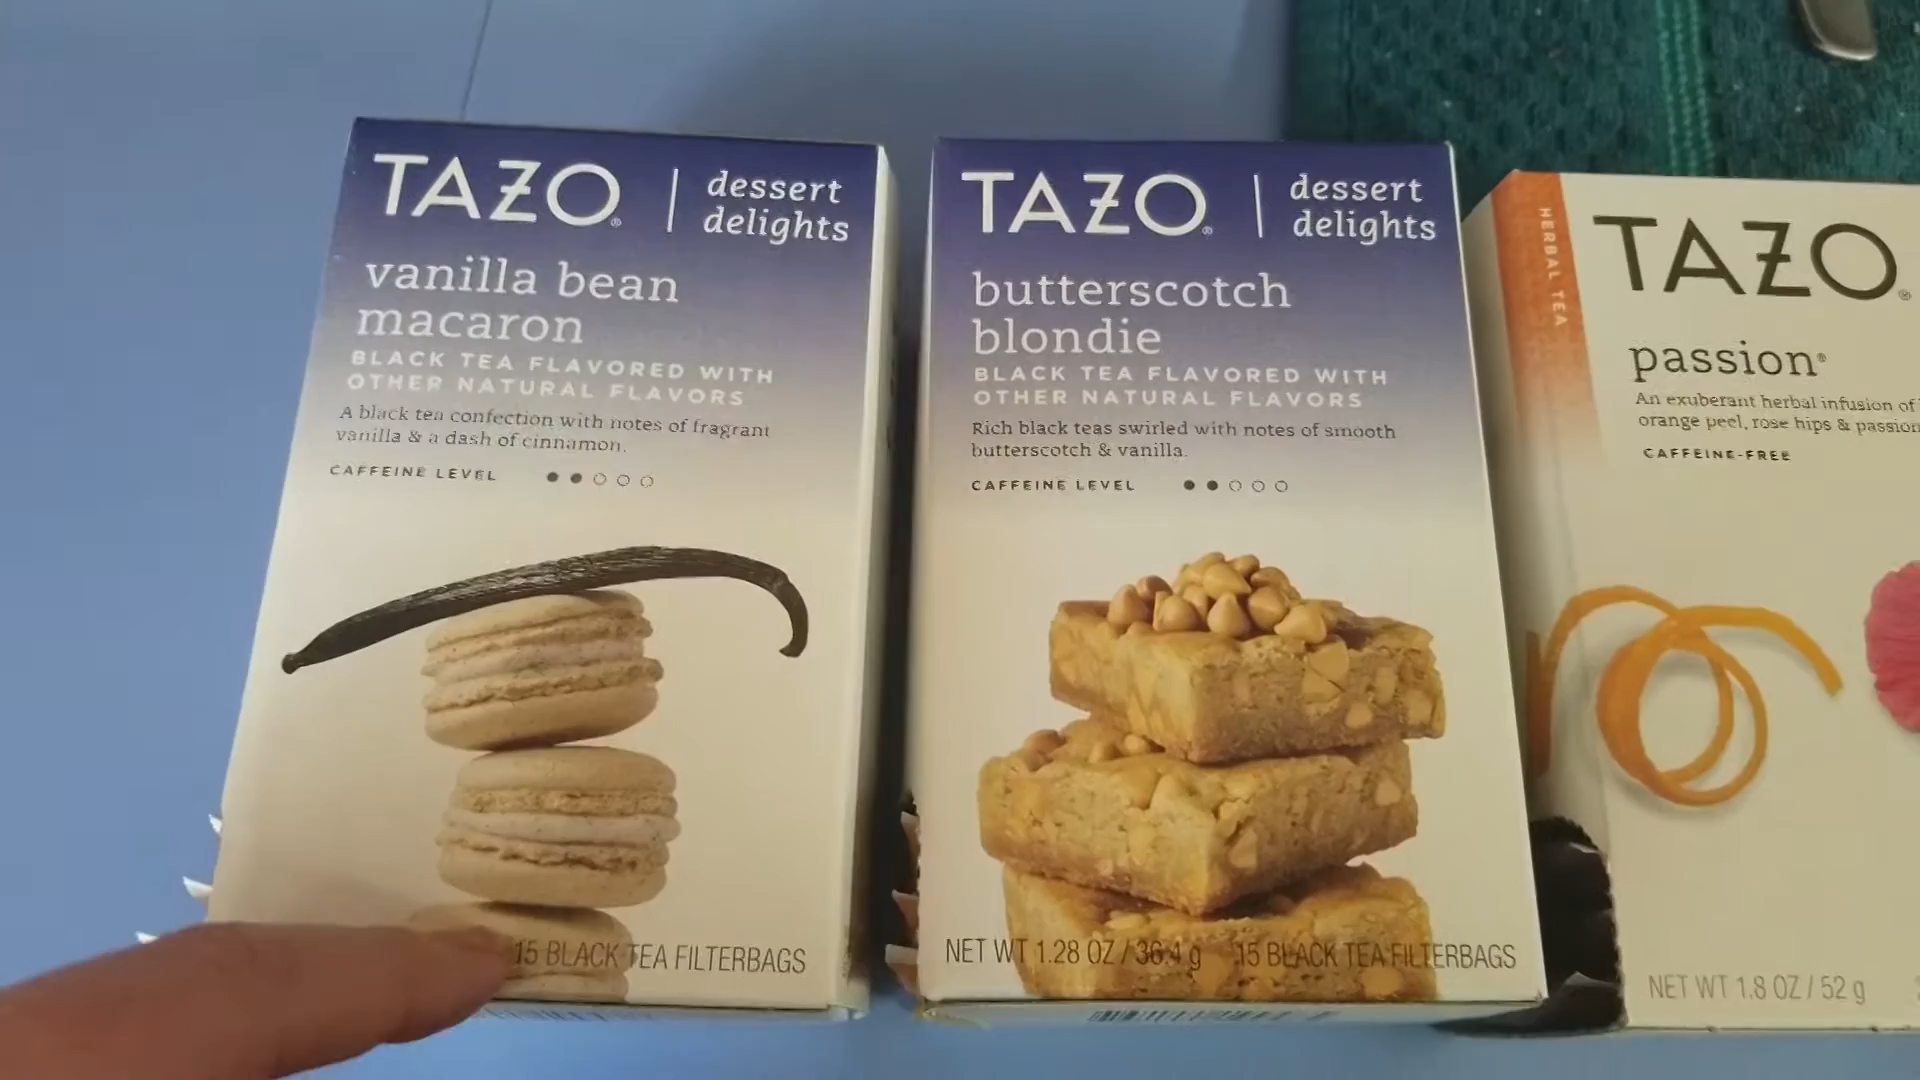 TAZO® | dessert delights
vanilla bean
macaron
BLACK TEA FLAVORED WITH
OTHER NATURAL FLAVORS
A black tea confection with notes of fragrant
vanilla & a dash of cinnamon.
CAFFEINE LEVEL
15 BLACK TEA FILTERBAGS
TAZO® | dessert delights
butterscotch
blondie
BLACK TEA FLAVORED WITH
OTHER NATURAL FLAVORS
Rich black teas swirled with notes of smooth
butterscotch & vanilla.
CAFFEINE LEVEL
NET WT 1.28 OZ / 36.4 g 15 BLACK TEA FILTERBAGS
HERBAL TEA
TAZO®
passion®
An exuberant herbal infusion of
orange peel, rose hips & passion
CAFFEINE-FREE
NET WT 1.8 OZ / 52 g